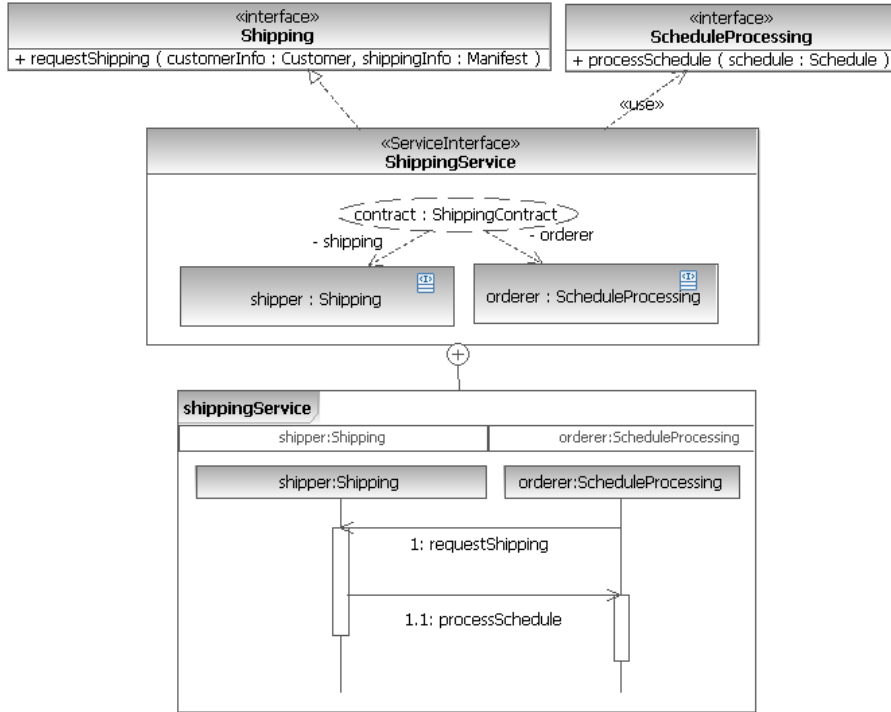 «interface»
Shipping
+ requestShipping ( customerInfo : Customer, shippingInfo : Manifest )
«interface»
ScheduleProcessing
+ processSchedule ( schedule : Schedule )
«use»
«ServiceInterface»
ShippingService
contract : ShippingContract
- shipping
- orderer
shipper : Shipping
orderer : ScheduleProcessing
shippingService
shipper:Shipping
orderer:ScheduleProcessing
shipper:Shipping
orderer:ScheduleProcessing
1: requestShipping
1.1: processSchedule